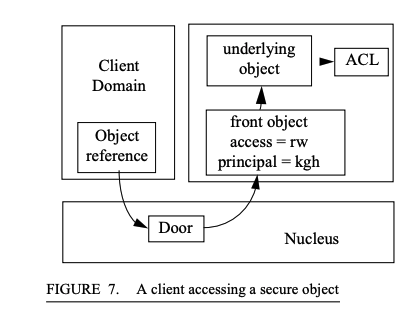 Client
Domain
Object
reference
underlying
object
ACL
front object
access = rw
principal = kgh
Door
Nucleus
FIGURE 7. A client accessing a secure object